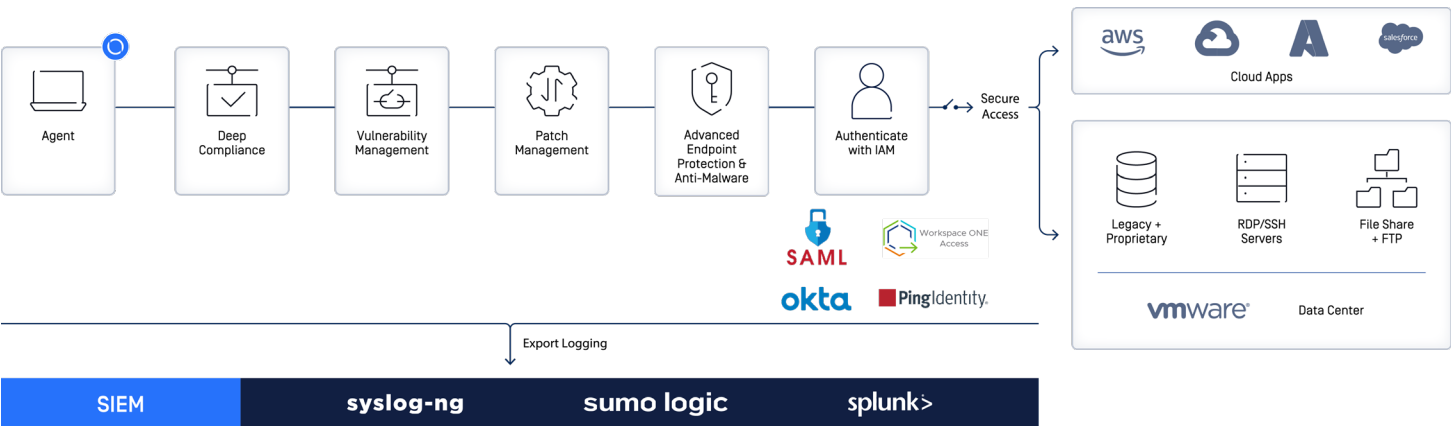 Agent
Deep
Compliance
Vulnerability
Management
Patch
Management
Advanced
Endpoint
Protection &
Anti-Malware
Authenticate
with IAM
Secure
Access
aws
salesforce
Cloud Apps
Legacy +
Proprietary
RDP/SSH
Servers
File Share
+ FTP
vmware®
Data Center
SAML
Workspace ONE
Access
okta
PingIdentity®
Export Logging
SIEM
syslog-ng
sumo logic
splunk>